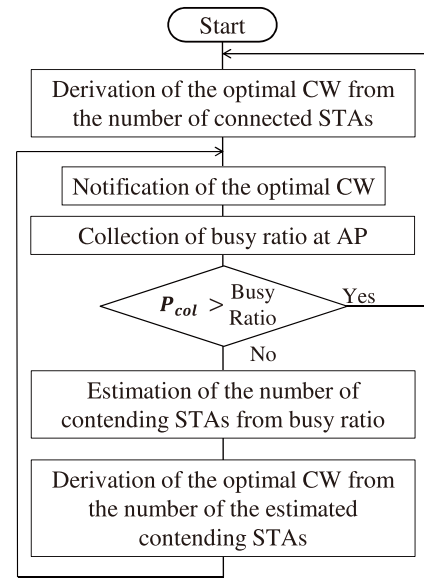 Start
Derivation of the optimal CW from
the number of connected STAs
Notification of the optimal CW
Collection of busy ratio at AP
P_col > Busy
Ratio
Yes
No
Estimation of the number of
contending STAs from busy ratio
Derivation of the optimal CW from
the number of the estimated
contending STAs